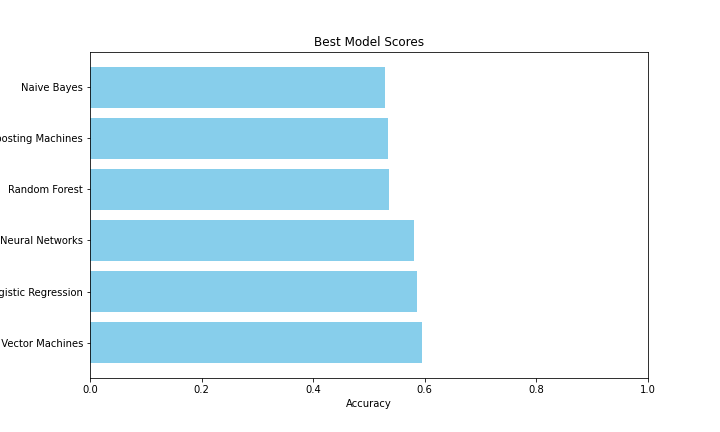 Best Model Scores
Naive Bayes
osting Machines
Random Forest
Neural Networks
gistic Regression
Vector Machines
0.0 0.2 0.4 0.6 0.8 1.0
Accuracy